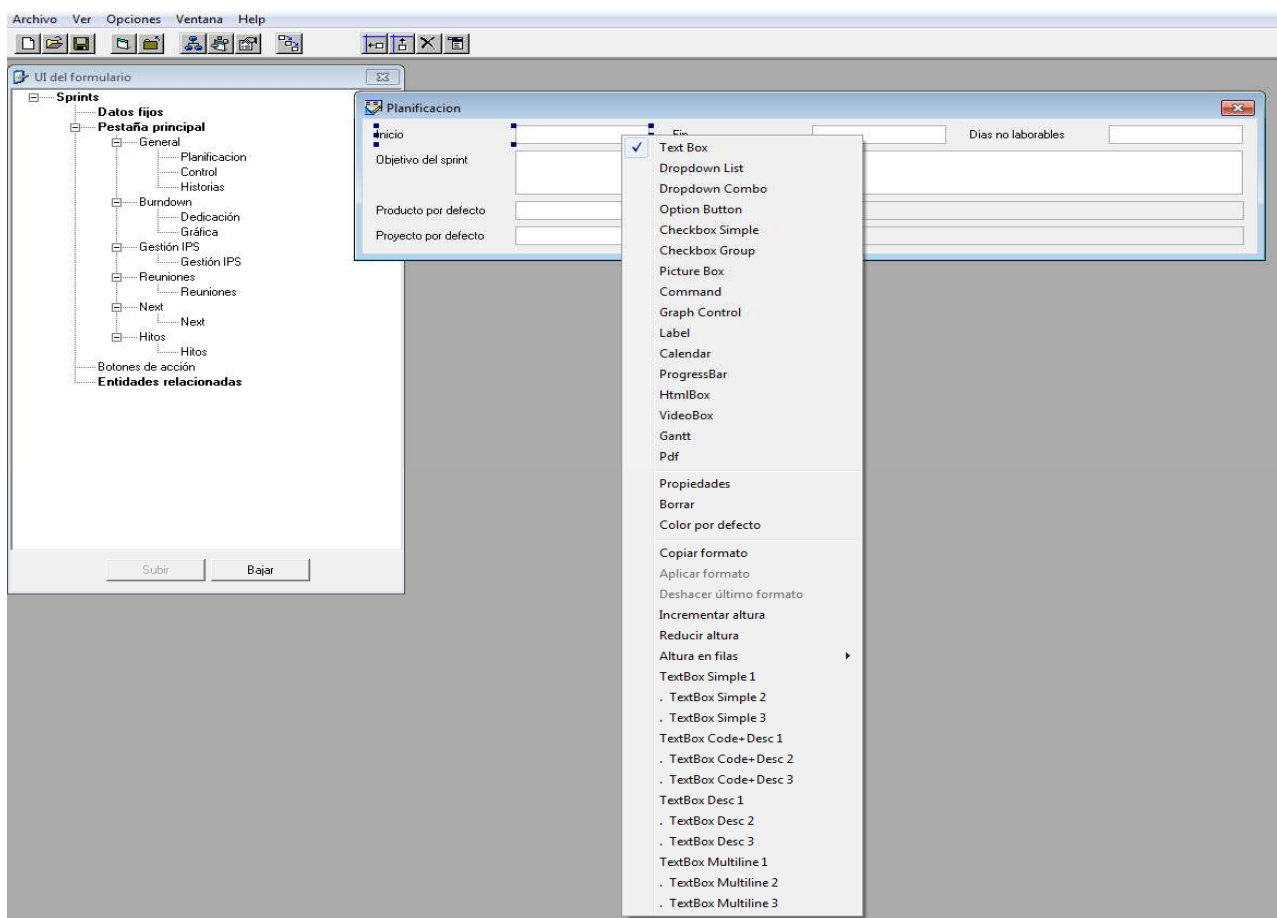 Archivo Ver Opciones Ventana Help
UI del formulario
Sprints
Datos fijos
Pestaña principal
General
Planificacion
Control
Historias
Burndown
Dedicación
Gráfica
Gestión IPS
Gestión IPS
Reuniones
Reuniones
Next
Next
Hitos
Hitos
Botones de acción
Entidades relacionadas
Subir Bajar
Planificacion
Inicio Fin Dias no laborables
Objetivo del sprint
Producto por defecto
Proyecto por defecto
Text Box
Dropdown List
Dropdown Combo
Option Button
Checkbox Simple
Checkbox Group
Picture Box
Command
Graph Control
Label
Calendar
ProgressBar
HtmlBox
VideoBox
Gantt
Pdf
Propiedades
Borrar
Color por defecto
Copiar formato
Aplicar formato
Deshacer último formato
Incrementar altura
Reducir altura
Altura en filas
TextBox Simple 1
. TextBox Simple 2
. TextBox Simple 3
TextBox Code+Desc 1
. TextBox Code+Desc 2
. TextBox Code+Desc 3
TextBox Desc 1
. TextBox Desc 2
. TextBox Desc 3
TextBox Multiline 1
. TextBox Multiline 2
. TextBox Multiline 3